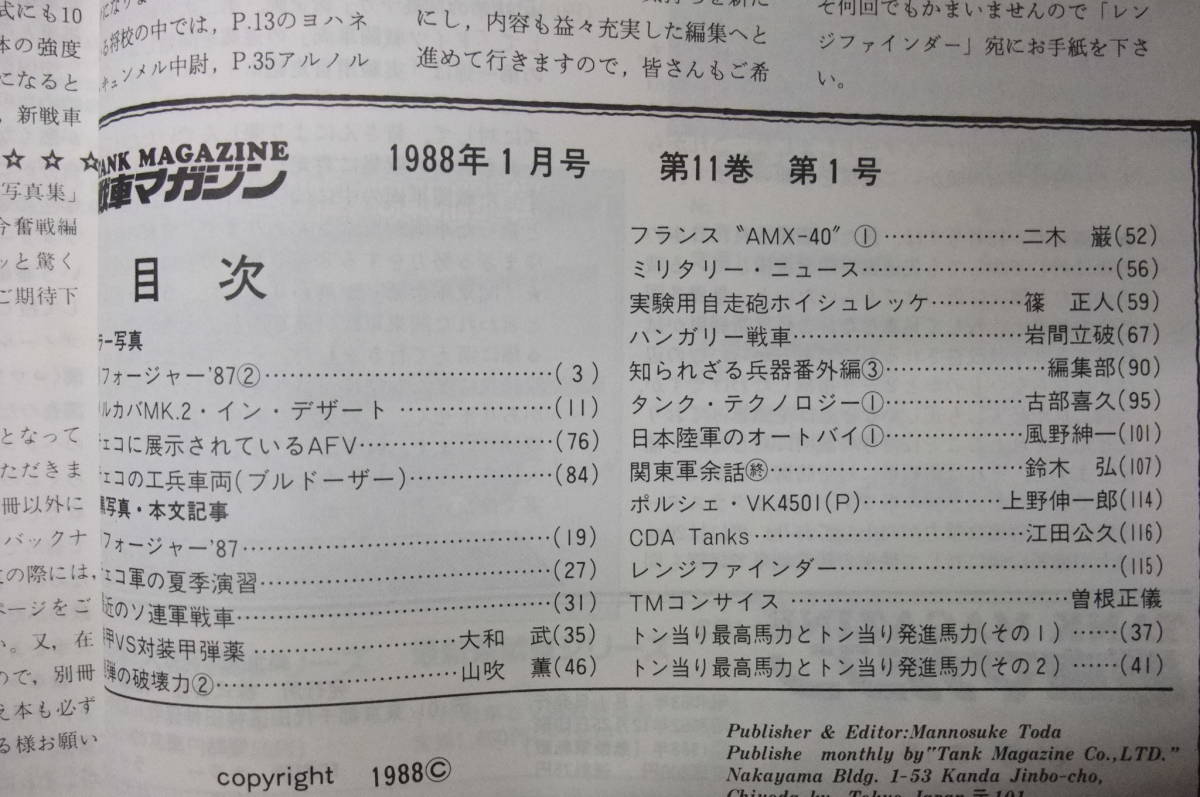 式にも10
体の強度
になると
，新戦車
☆☆☆
写真集」
今奮戦編
ッと驚く
ご期待下
となって
ただきま
冊以外に
バックナ
の際には，
ページをご
い。又，在
ので，別冊
え本も必ず
る様お願い
る将校の中では，P.13のヨハネ
キュンメル中尉，P.35アルノル
にし，内容も益々充実した編集へと
進めて行きますので，皆さんもご希
そ何回でもかまいませんので「レン
ジファインダー」宛にお手紙を下さ
い。
TANK MAGAZINE
戦車マガジン
1988年1月号
第11巻 第1号
目次
ラー写真
フォージャー'87②……(3)
ルカバMK.2・イン・デザート……(11)
ェコに展示されているAFV……(76)
ェコの工兵車両(ブルドーザー)……(84)
写真・本文記事
フォージャー'87……(19)
ェコ軍の夏季演習……(27)
近のソ連軍戦車……(31)
甲VS対装甲弾薬……大和 武(35)
弾の破壊力②……山吹 薫(46)
フランス〝AMX-40″①……二木 巌(52)
ミリタリー・ニュース……(56)
実験用自走砲ホイシュレッケ……篠 正人(59)
ハンガリー戦車……岩間立破(67)
知られざる兵器番外編③……編集部(90)
タンク・テクノロジー①……古部喜久(95)
日本陸軍のオートバイ①……風野紳一(101)
関東軍余話㊡……鈴木 弘(107)
ポルシェ・VK4501(P)……上野伸一郎(114)
CDA Tanks……江田公久(116)
レンジファインダー……(115)
TMコンサイス……曽根正儀
トン当り最高馬力とトン当り発進馬力(その1)……(37)
トン当り最高馬力とトン当り発進馬力(その2)……(41)
copyright 1988©
Publisher & Editor:Mannosuke Toda
Publishe monthly by"Tank Magazine Co.,LTD."
Nakayama Bldg. 1-53 Kanda Jinbo-cho,
Chiyoda-ku, Tokyo Japan 〒101